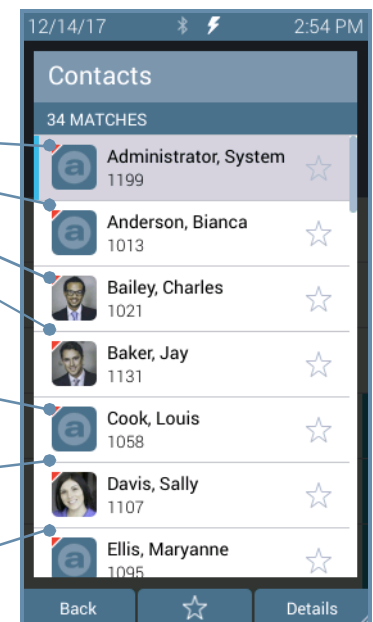 12/14/17 2:54 PM
Contacts
34 MATCHES
a Administrator, System
1199
a Anderson, Bianca
1013
Bailey, Charles
1021
Baker, Jay
1131
a Cook, Louis
1058
Davis, Sally
1107
a Ellis, Maryanne
1095
Back Details